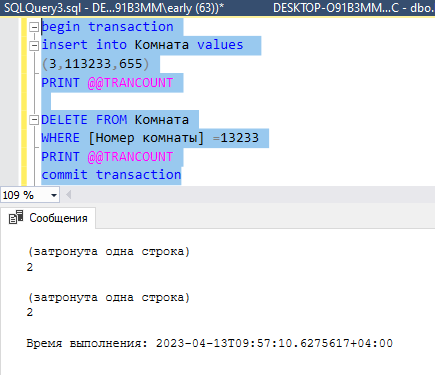 SQLQuery3.sql - DE...91B3MM\early (63))*
DESKTOP-O91B3MM...C - dbo.
begin transaction
insert into Комната values
(3,113233,655)
PRINT @@TRANCOUNT
DELETE FROM Комната
WHERE [Номер комнаты] =13233
PRINT @@TRANCOUNT
commit transaction
109 %
Сообщения
(затронута одна строка)
2
(затронута одна строка)
2
Время выполнения: 2023-04-13T09:57:10.6275617+04:00